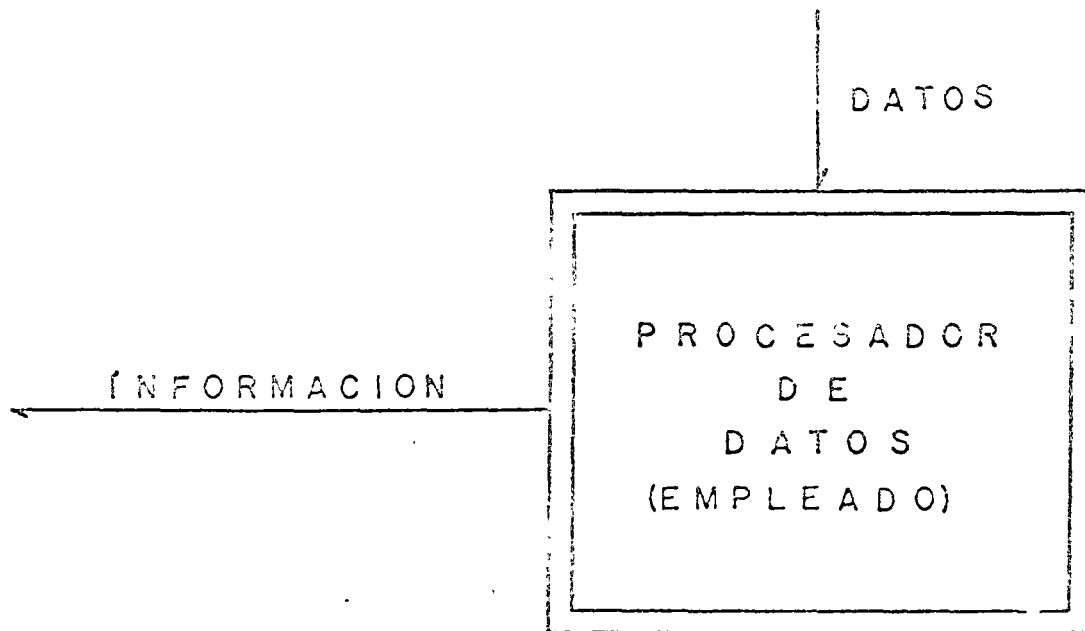 DATOS
PROCESADOR
DE
DATOS
(EMPLEADO)
INFORMACION